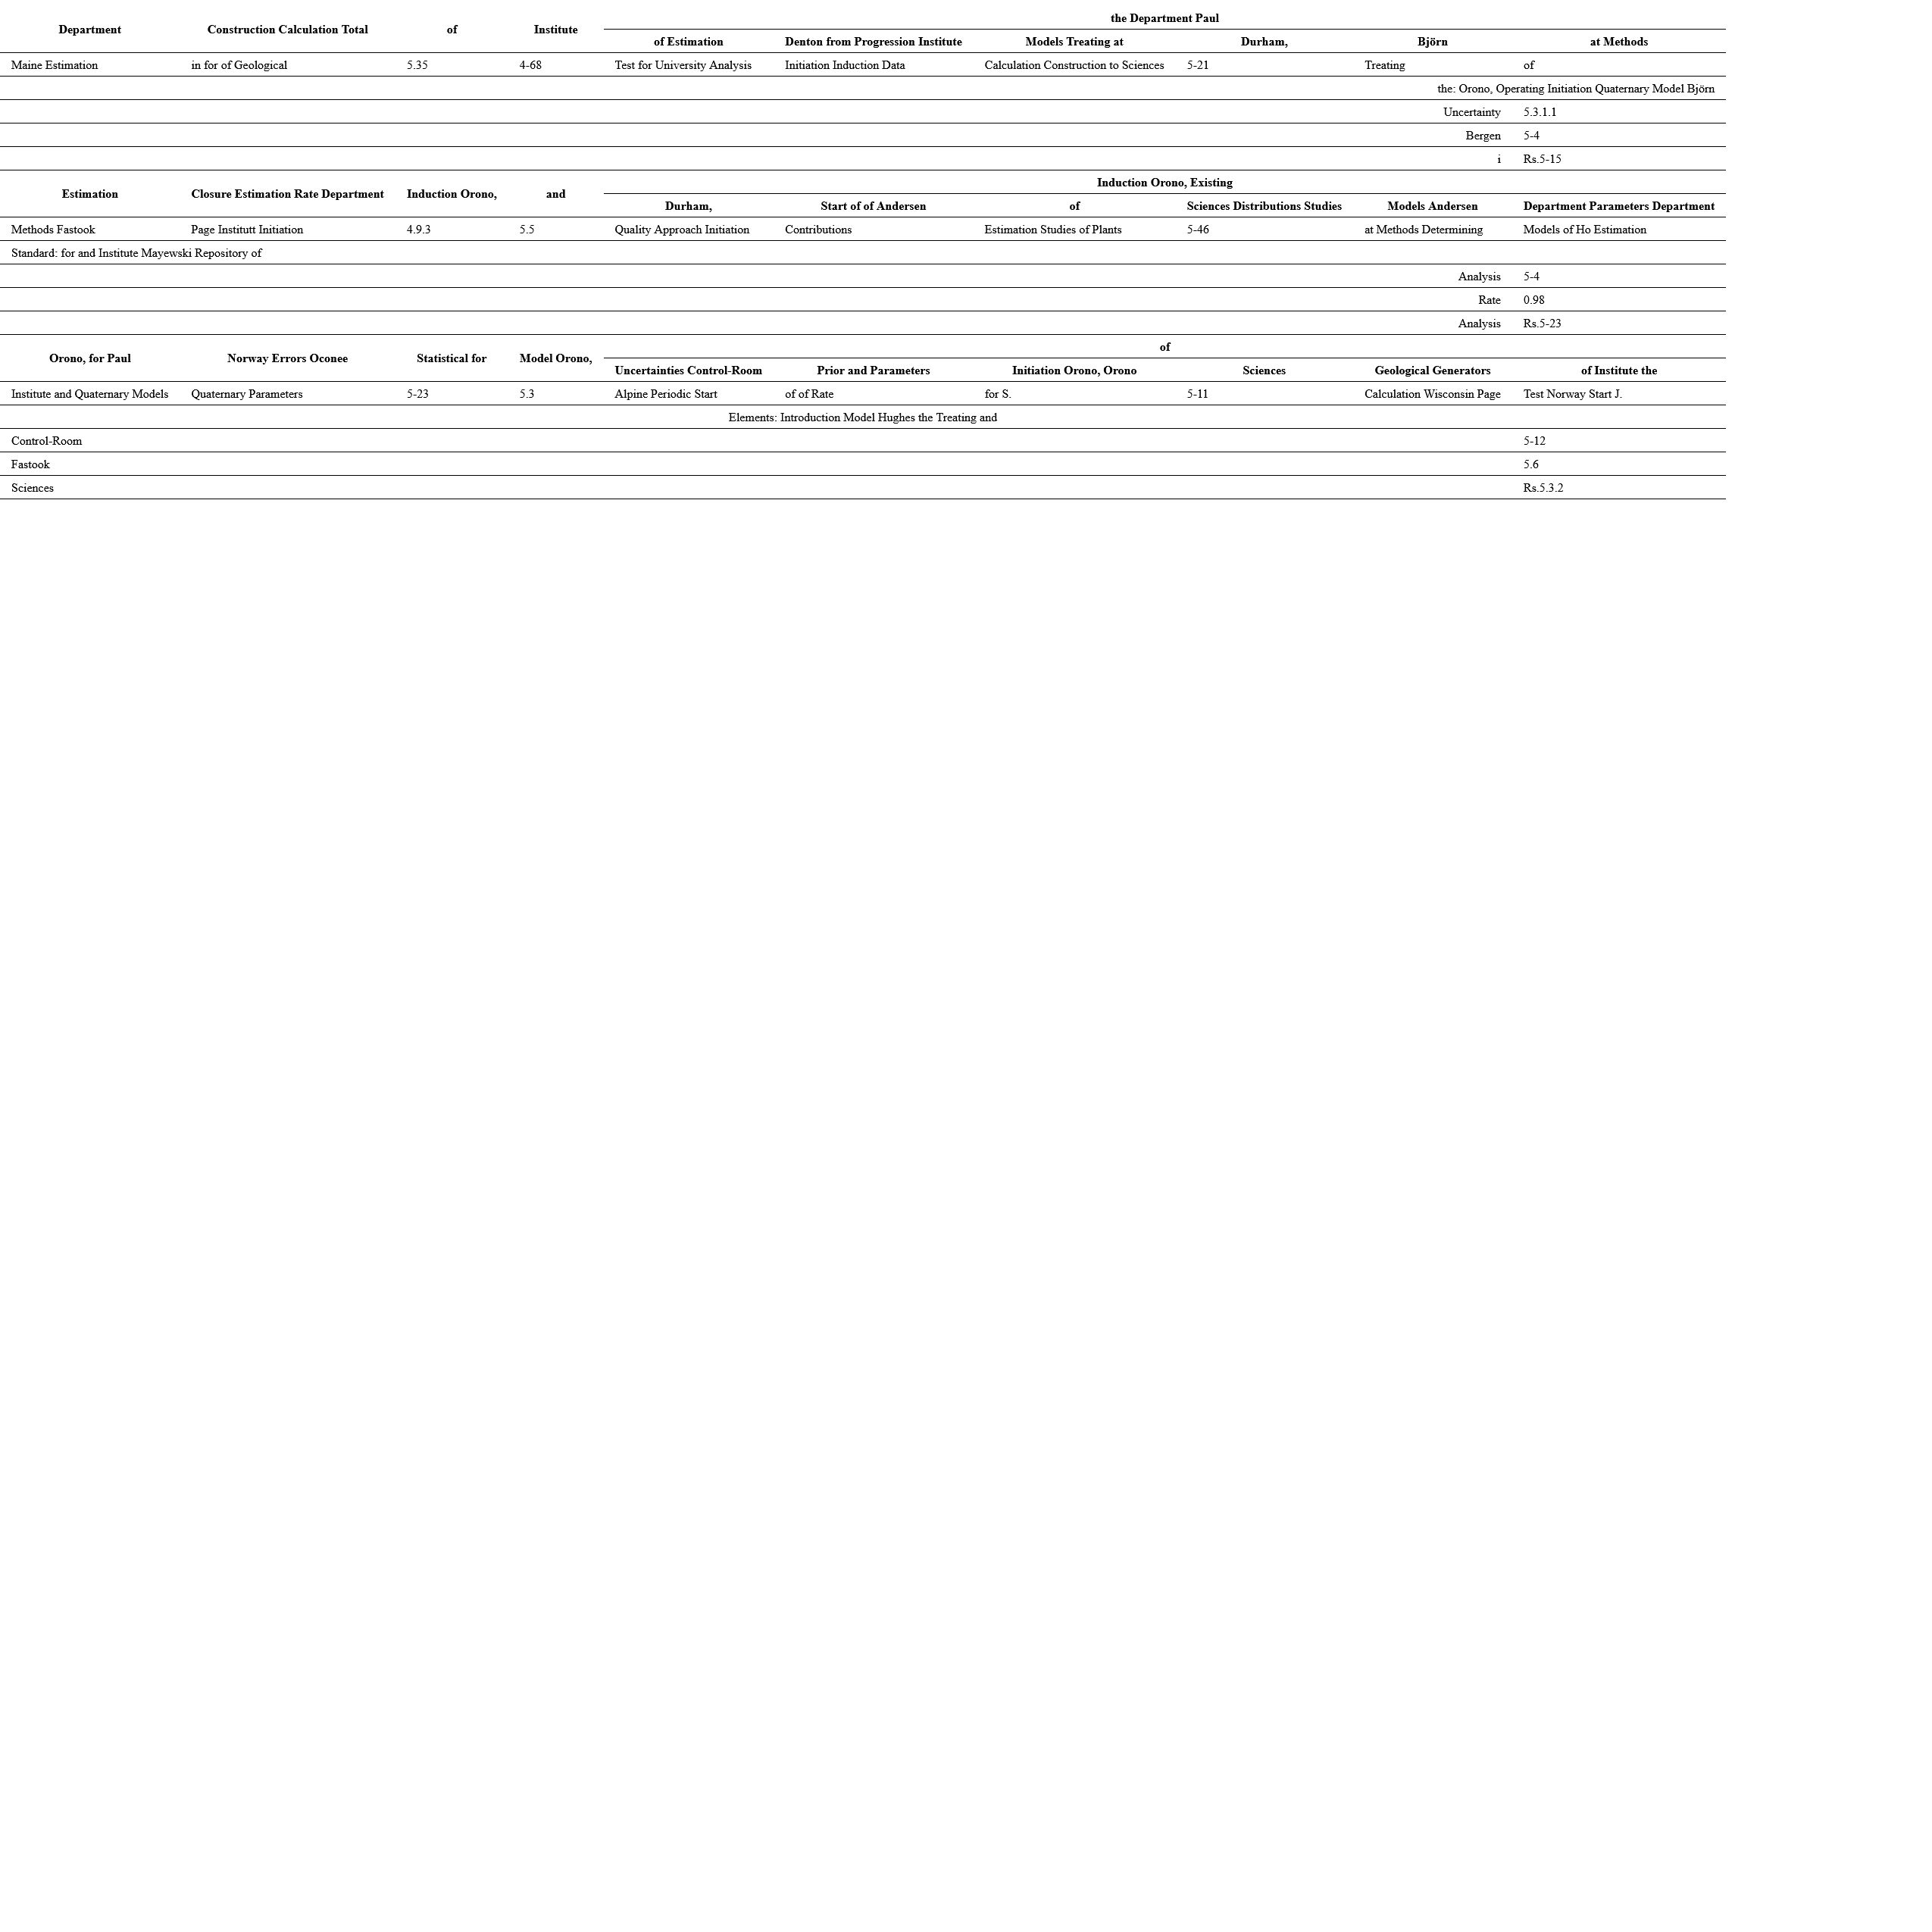 Department Construction Calculation Total of Institute the Department Paul
of Estimation Denton from Progression Institute Models Treating at Durham, Björn at Methods
Maine Estimation in for of Geological 5.35 4-68 Test for University Analysis Initiation Induction Data Calculation Construction to Sciences 5-21 Treating of
the: Orono, Operating Initiation Quaternary Model Björn
Uncertainty 5.3.1.1
Bergen 5-4
i Rs.5-15
Estimation Closure Estimation Rate Department Induction Orono, and Induction Orono, Existing
Durham, Start of of Andersen of Sciences Distributions Studies Models Andersen Department Parameters Department
Methods Fastook Page Institutt Initiation 4.9.3 5.5 Quality Approach Initiation Contributions Estimation Studies of Plants 5-46 at Methods Determining Models of Ho Estimation
Standard: for and Institute Mayewski Repository of
Analysis 5-4
Rate 0.98
Analysis Rs.5-23
Orono, for Paul Norway Errors Oconee Statistical for Model Orono, of
Uncertainties Control-Room Prior and Parameters Initiation Orono, Orono Sciences Geological Generators of Institute the
Institute and Quaternary Models Quaternary Parameters 5-23 5.3 Alpine Periodic Start of of Rate for S. 5-11 Calculation Wisconsin Page Test Norway Start J.
Elements: Introduction Model Hughes the Treating and
Control-Room 5-12
Fastook 5.6
Sciences Rs.5.3.2